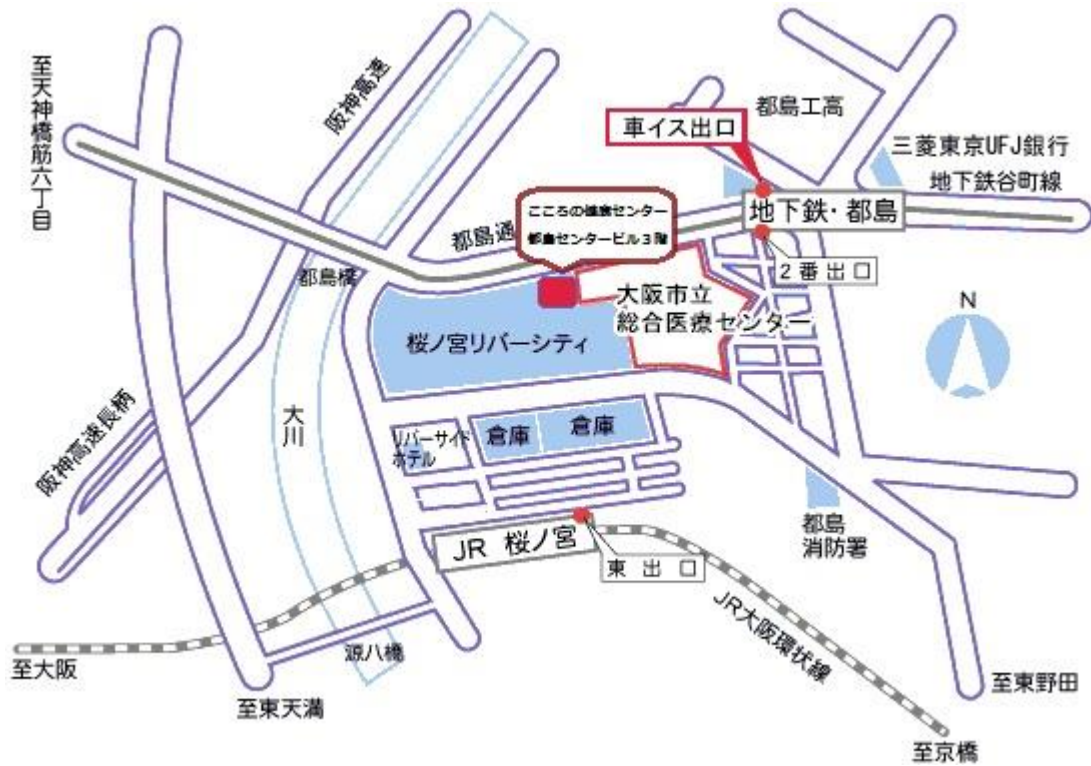 至天神橋筋六丁目
阪神高速
都島工高
車イス出口
三菱東京UFJ銀行
地下鉄谷町線
地下鉄・都島
こころの健康センター
都島センタービル3階
都島通
2番出口
都島橋
大阪市立
総合医療センター
N
桜ノ宮リバーシティ
大川
阪神高速長柄
リバーサイド
ホテル
倉庫
倉庫
都島
消防署
JR 桜ノ宮
東出口
JR大阪環状線
源八橋
至大阪
至東天満
至東野田
至京橋